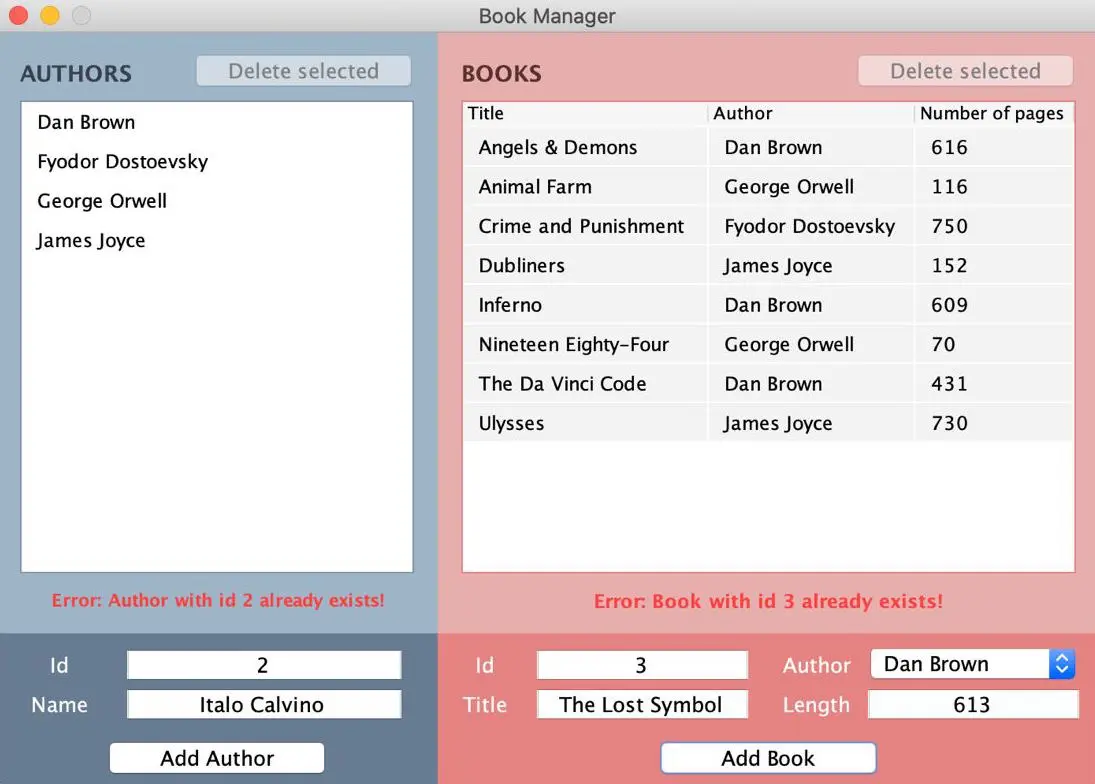 Book Manager
AUTHORS
Delete selected
Dan Brown
Fyodor Dostoevsky
George Orwell
James Joyce
Error: Author with id 2 already exists!
Id 2
Name Italo Calvino
Add Author
BOOKS
Delete selected
Title Author Number of pages
Angels & Demons Dan Brown 616
Animal Farm George Orwell 116
Crime and Punishment Fyodor Dostoevsky 750
Dubliners James Joyce 152
Inferno Dan Brown 609
Nineteen Eighty-Four George Orwell 70
The Da Vinci Code Dan Brown 431
Ulysses James Joyce 730
Error: Book with id 3 already exists!
Id 3 Author Dan Brown
Title The Lost Symbol Length 613
Add Book